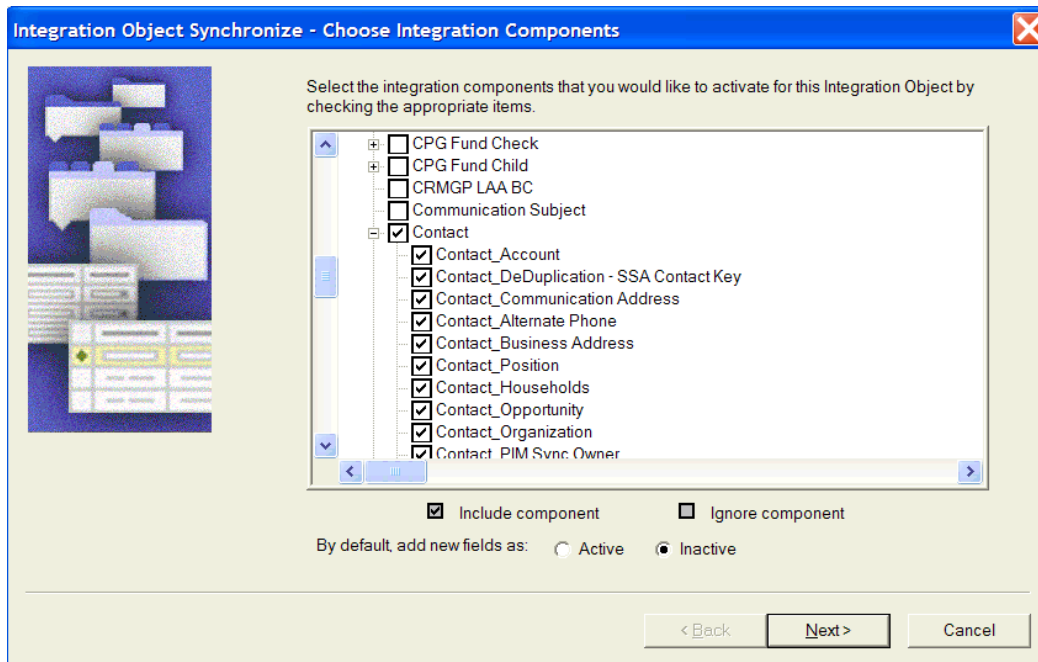 Integration Object Synchronize - Choose Integration Components
Select the integration components that you would like to activate for this Integration Object by
checking the appropriate items.
CPG Fund Check
CPG Fund Child
CRMGP LAA BC
Communication Subject
Contact
Contact_Account
Contact_DeDuplication - SSA Contact Key
Contact_Communication Address
Contact_Alternate Phone
Contact_Business Address
Contact_Position
Contact_Households
Contact_Opportunity
Contact_Organization
Contact_PIM Sync Owner
Include component Ignore component
By default, add new fields as: Active Inactive
< Back Next > Cancel